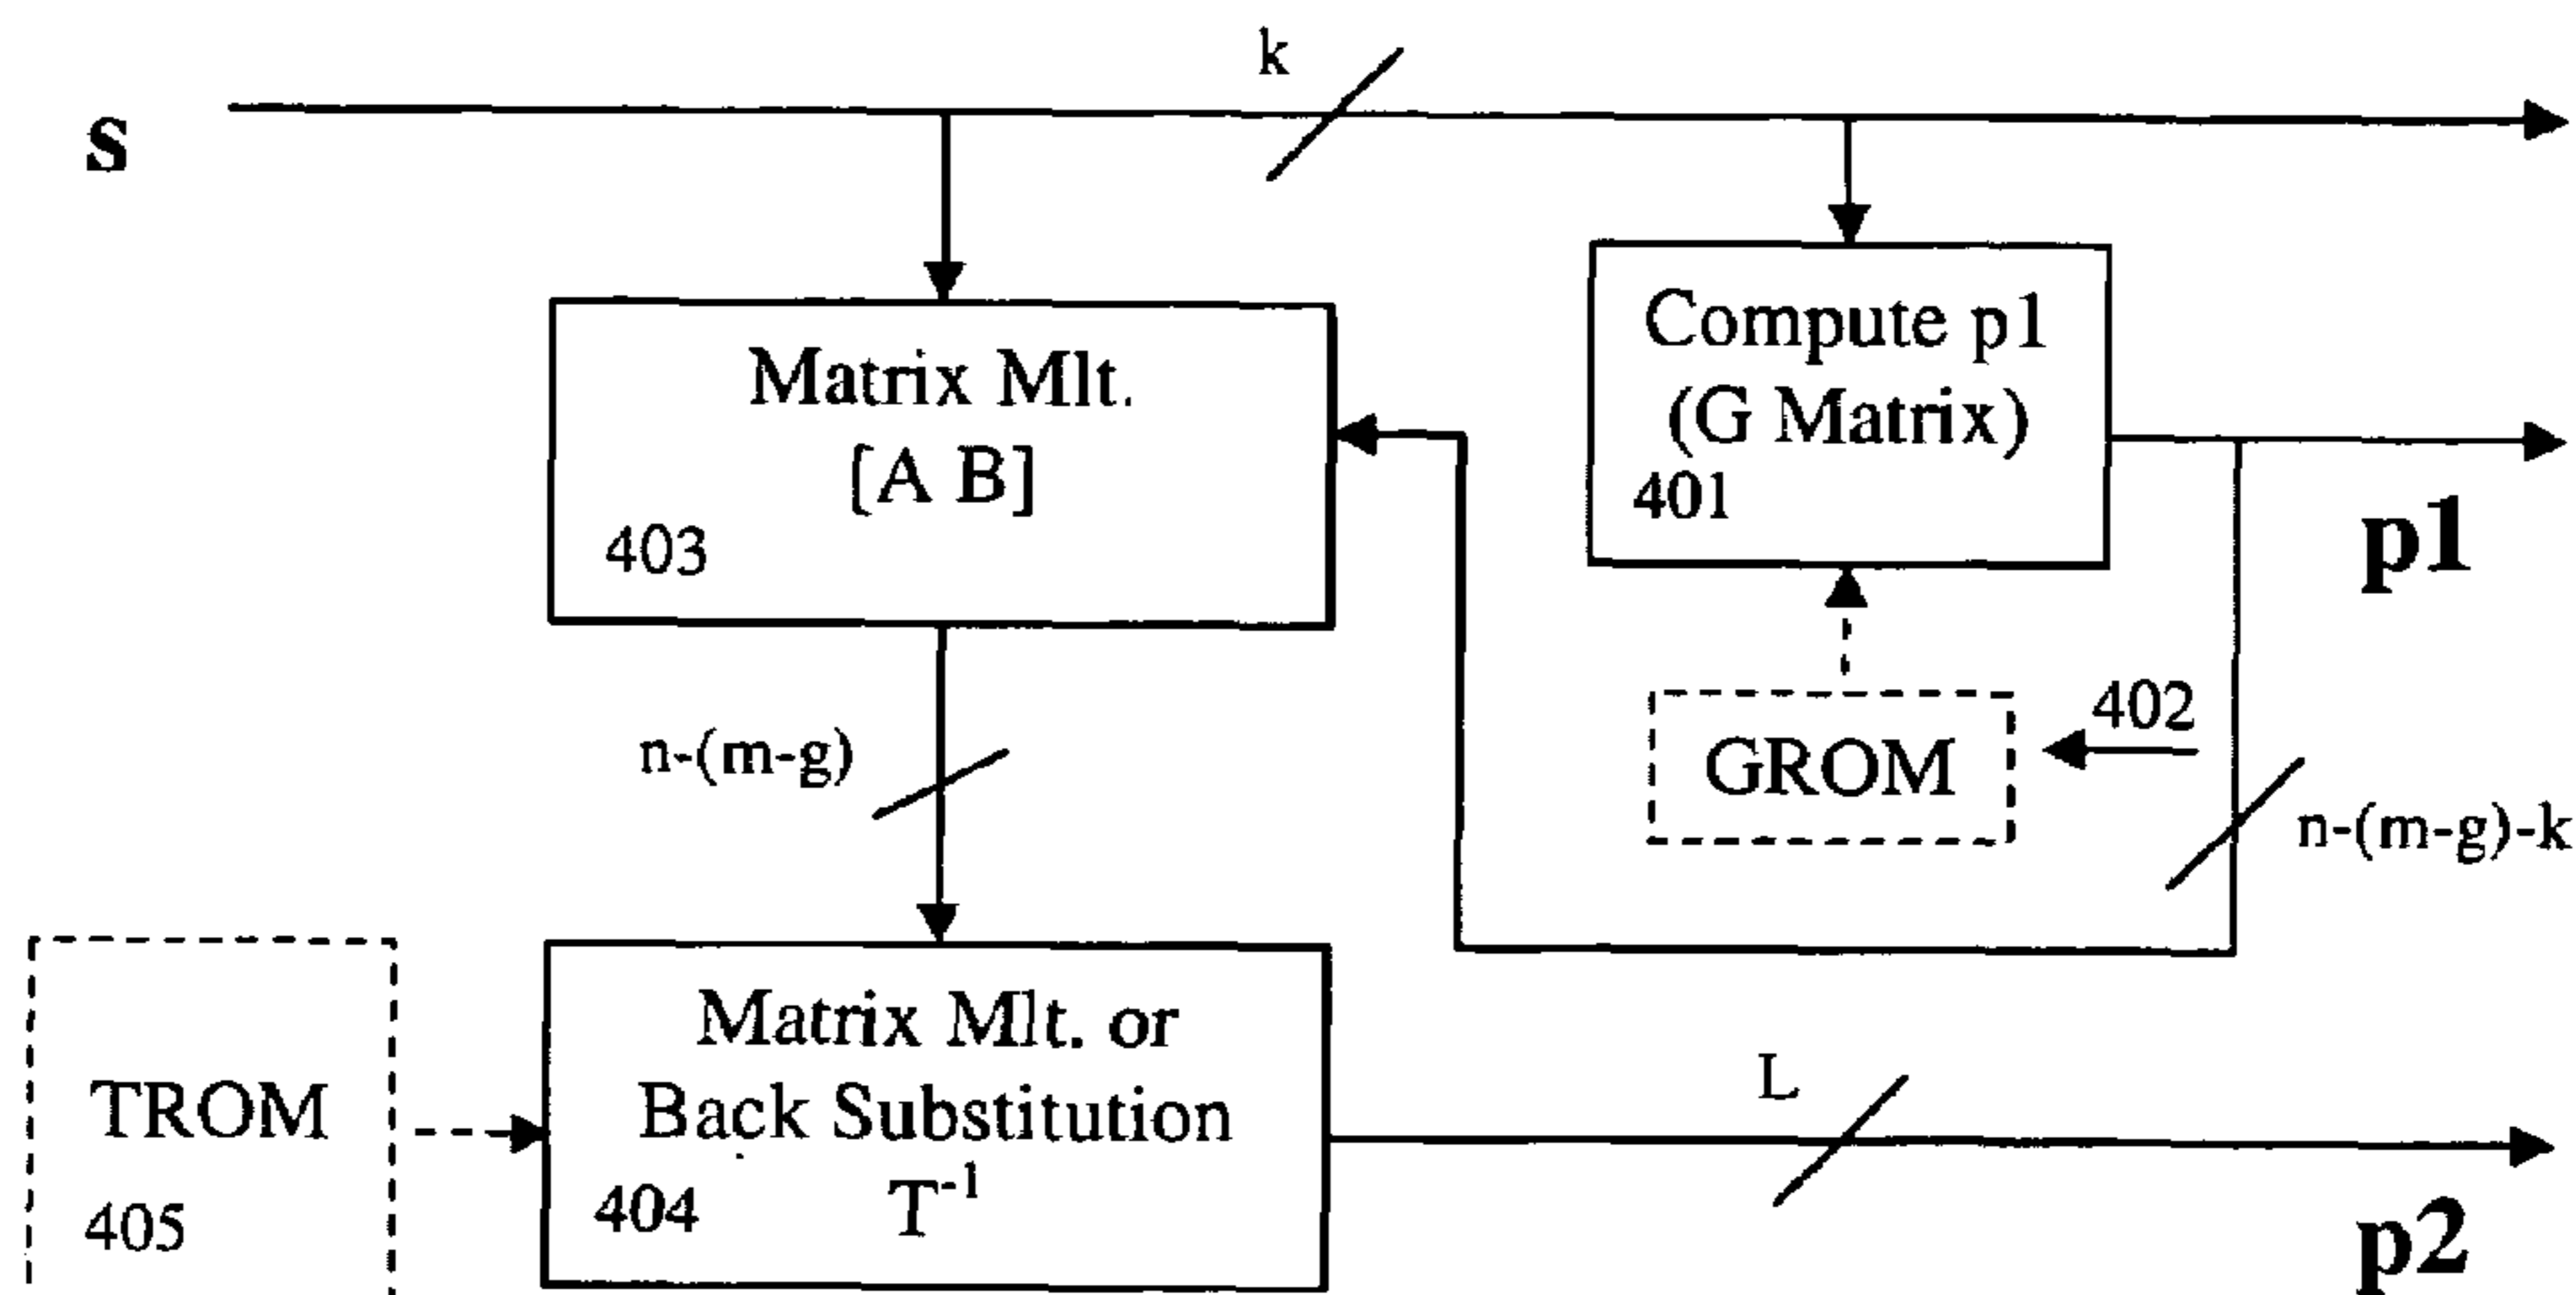 k
s
Compute p1
(G Matrix)
401
Matrix Mlt.
[A B]
403
p1
402
GROM
n-(m-g)
n-(m-g)-k
Matrix Mlt. or
Back Substitution
T⁻¹
404
TROM
405
L
p2